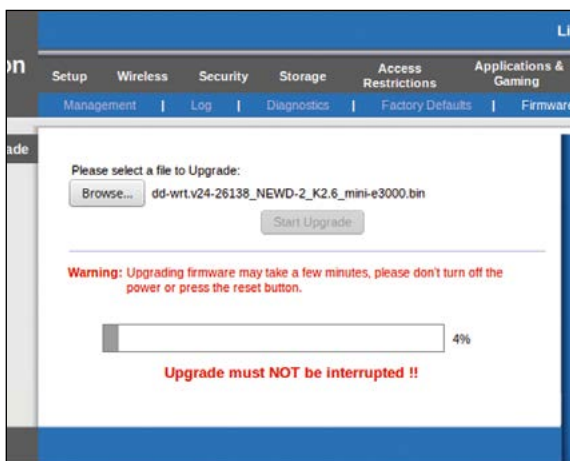 Li
on
Setup Wireless Security Storage Access Restrictions Applications & Gaming
Management | Log | Diagnostics | Factory Defaults | Firmware
ade
Please select a file to Upgrade:
Browse... dd-wrt.v24-26138_NEWD-2_K2.6_mini-e3000.bin
Start Upgrade
Warning: Upgrading firmware may take a few minutes, please don't turn off the
power or press the reset button.
4%
Upgrade must NOT be interrupted !!